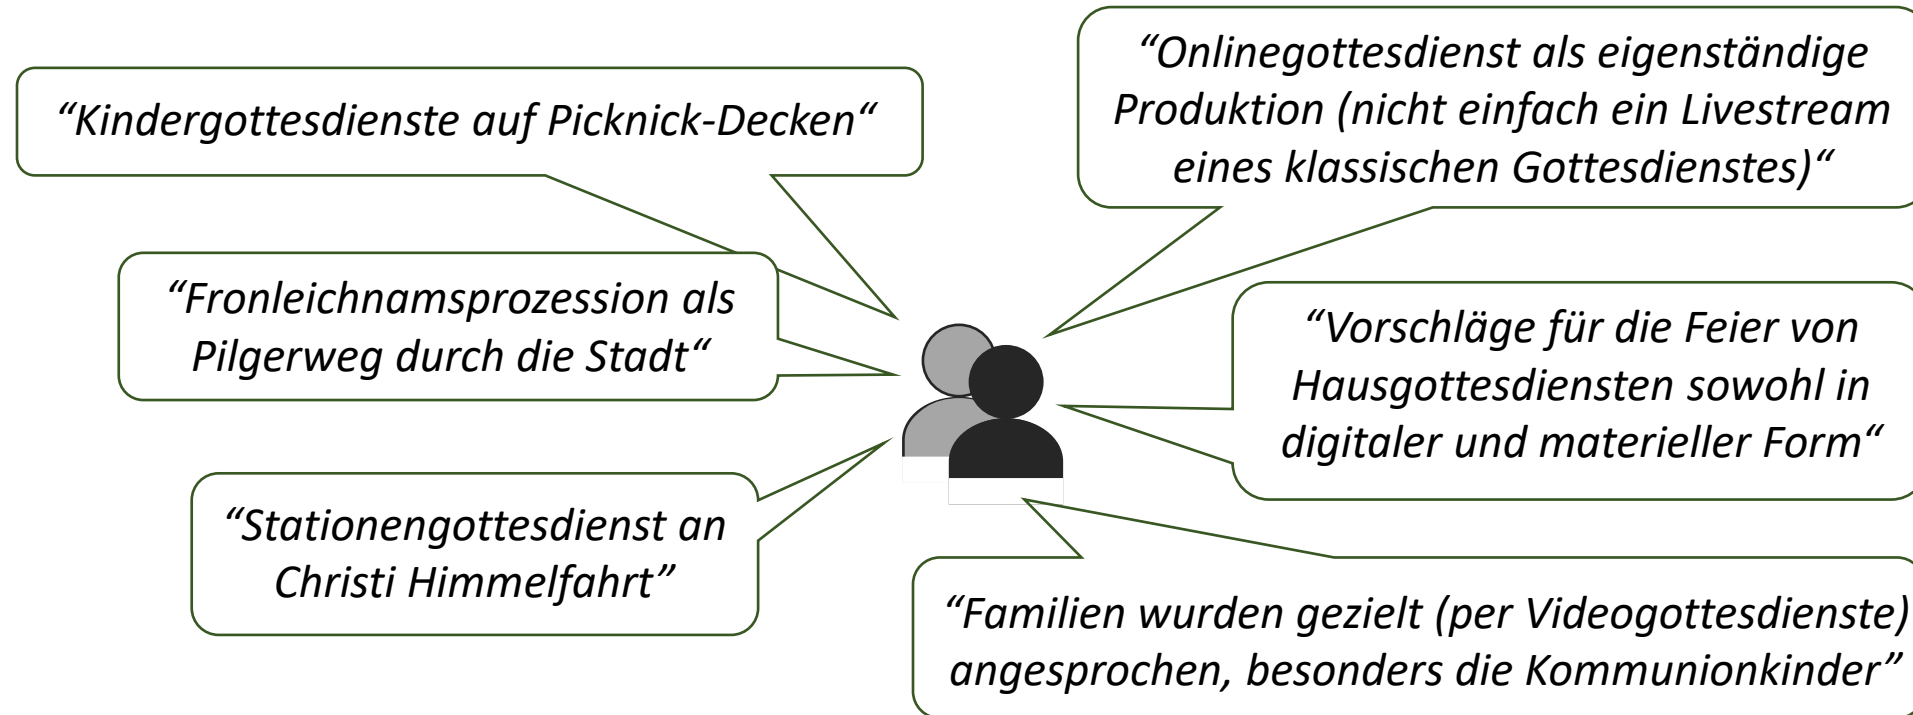 “Kindergottesdienste auf Picknick-Decken“
“Fronleichnamsprozession als
Pilgerweg durch die Stadt“
“Stationengottesdienst an
Christi Himmelfahrt”
“Onlinegottesdienst als eigenständige
Produktion (nicht einfach ein Livestream
eines klassischen Gottesdienstes)“
“Vorschläge für die Feier von
Hausgottesdiensten sowohl in
digitaler und materieller Form“
“Familien wurden gezielt (per Videogottesdienste)
angesprochen, besonders die Kommunionkinder”